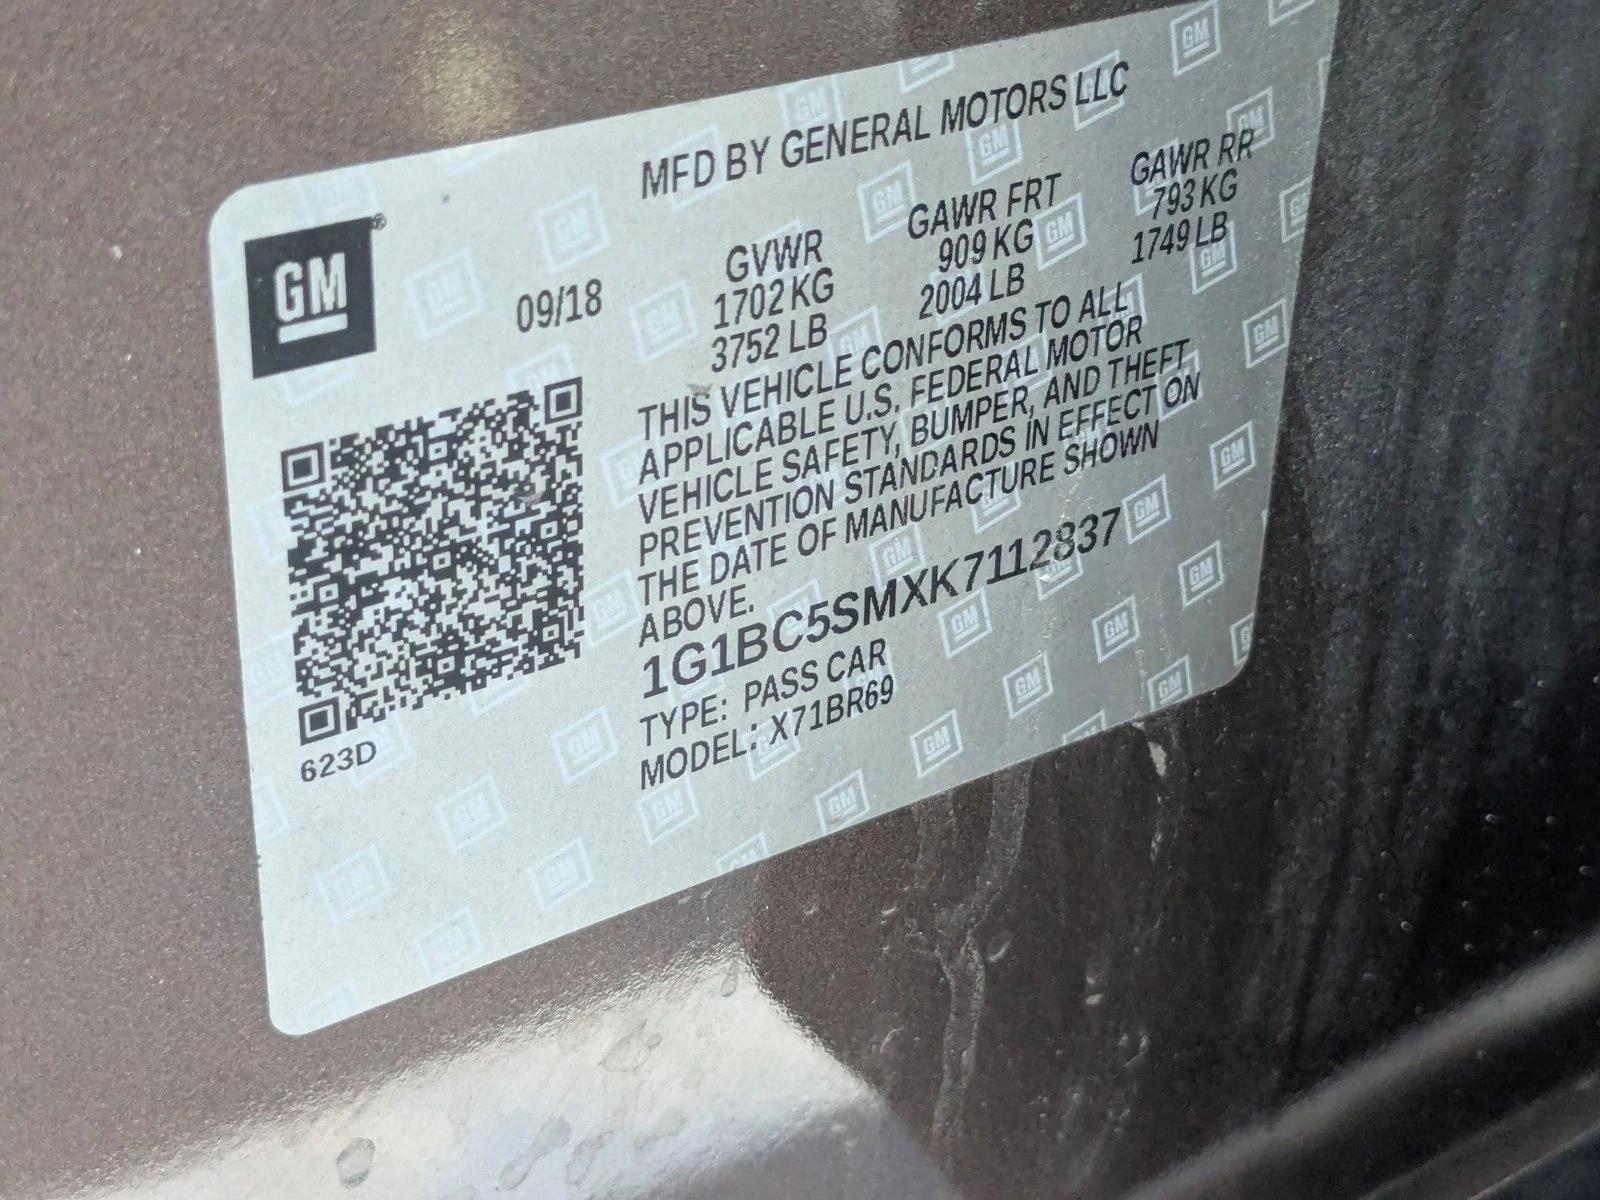 MFD BY GENERAL MOTORS LLC
GM
09/18
GVWR
1702 KG
3752 LB
GAWR FRT
909 KG
2004 LB
GAWR RR
793 KG
1749 LB
THIS VEHICLE CONFORMS TO ALL
APPLICABLE U.S. FEDERAL MOTOR
VEHICLE SAFETY, BUMPER, AND THEFT
PREVENTION STANDARDS IN EFFECT ON
THE DATE OF MANUFACTURE SHOWN
ABOVE.
1G1BC5SMXK7112837
TYPE: PASS CAR
MODEL: X71BR69
623D